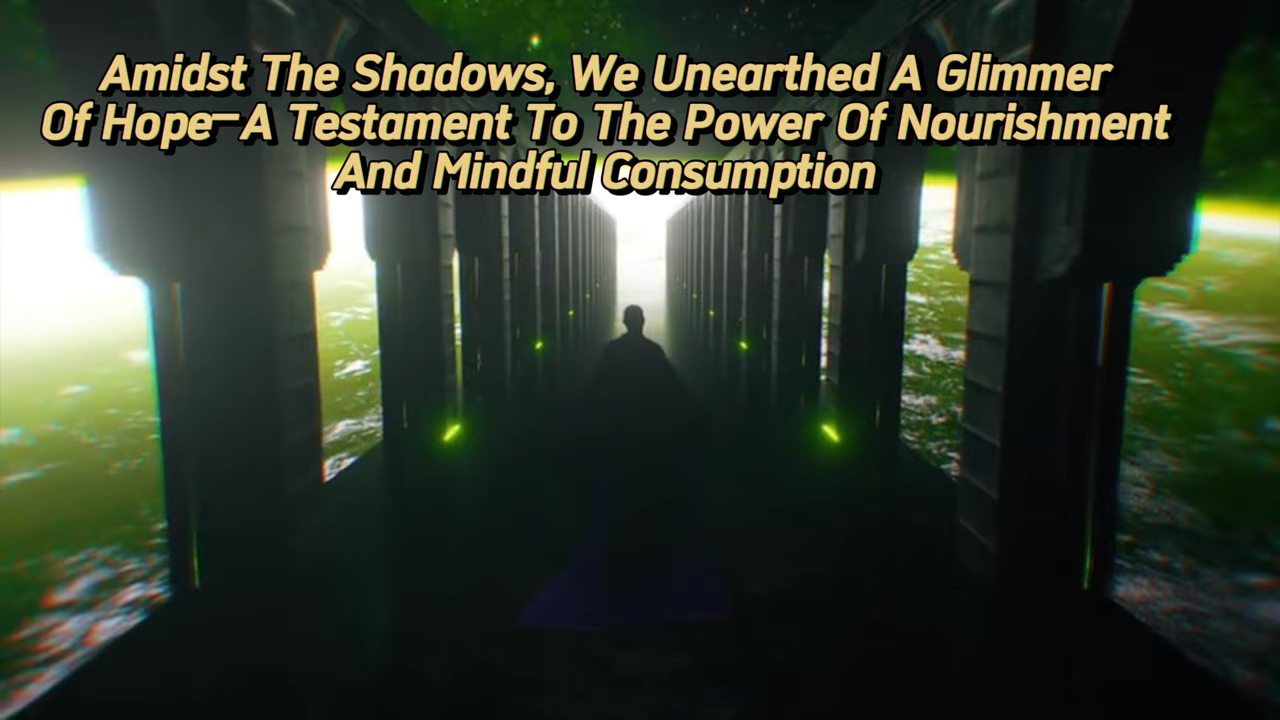 Amidst The Shadows, We Unearthed A Glimmer
Of Hope—A Testament To The Power Of Nourishment
And Mindful Consumption